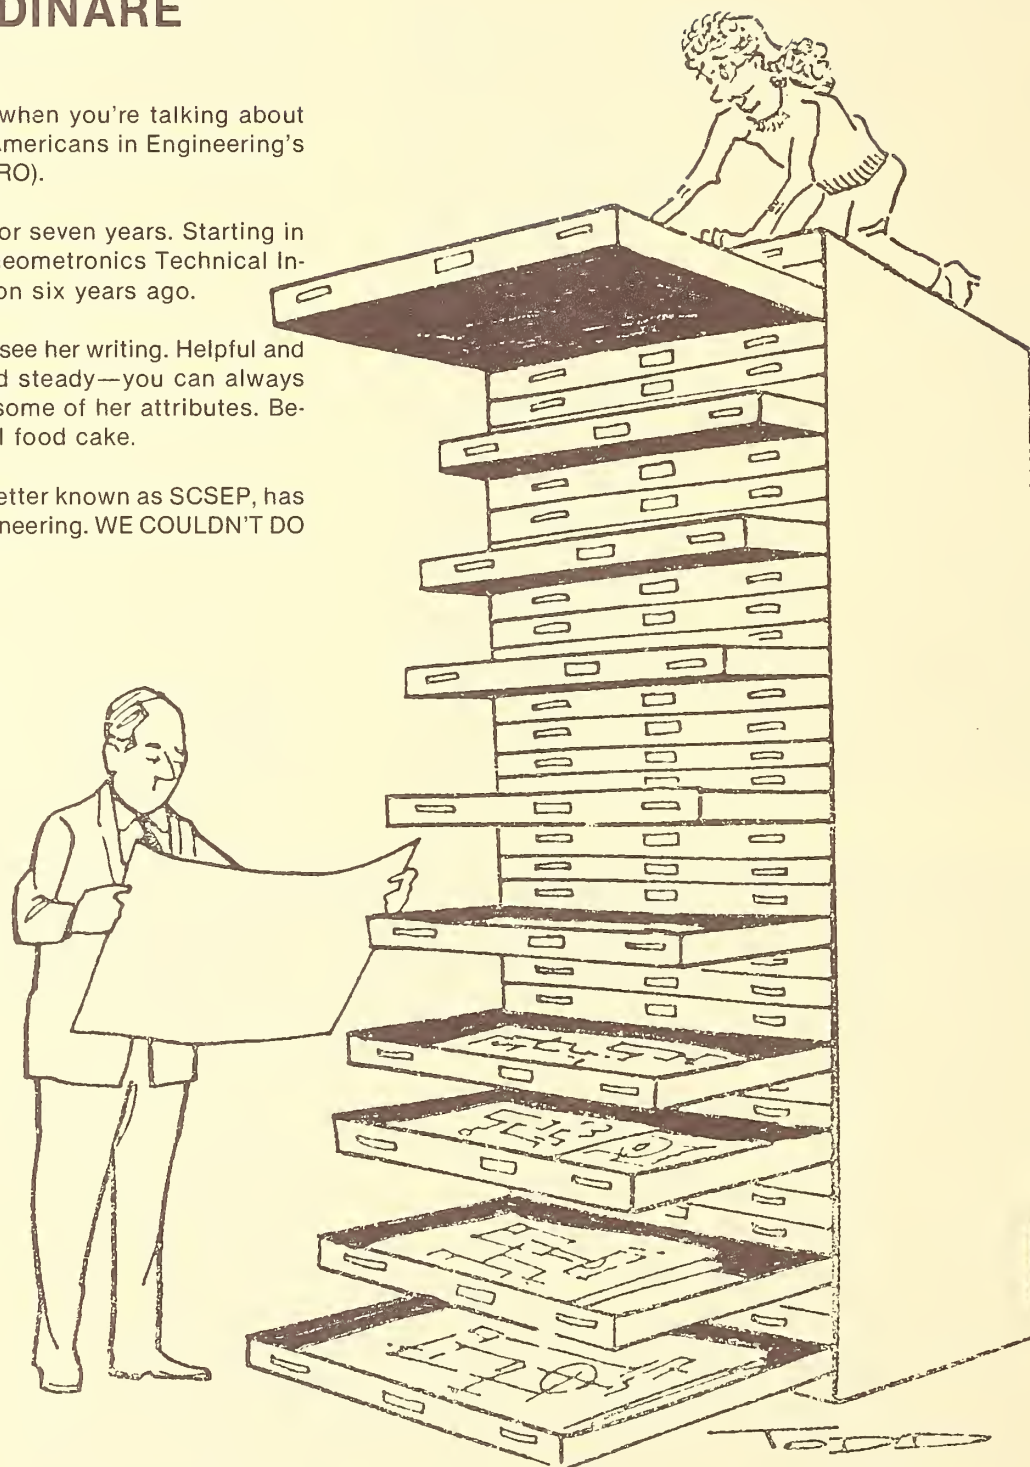 DINARE
when you're talking about
mericans in Engineering's
RO).
or seven years. Starting in
eometronics Technical In-
on six years ago.
see her writing. Helpful and
d steady—you can always
some of her attributes. Be-
l food cake.
etter known as SCSEP, has
neering. WE COULDN'T DO
TODD